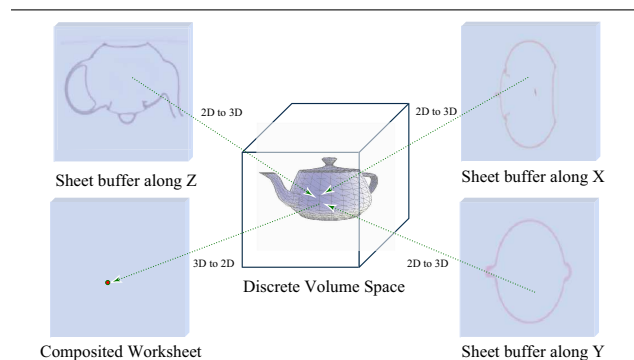 2D to 3D
2D to 3D
Sheet buffer along Z
Sheet buffer along X
3D to 2D
2D to 3D
Discrete Volume Space
Composited Worksheet
Sheet buffer along Y